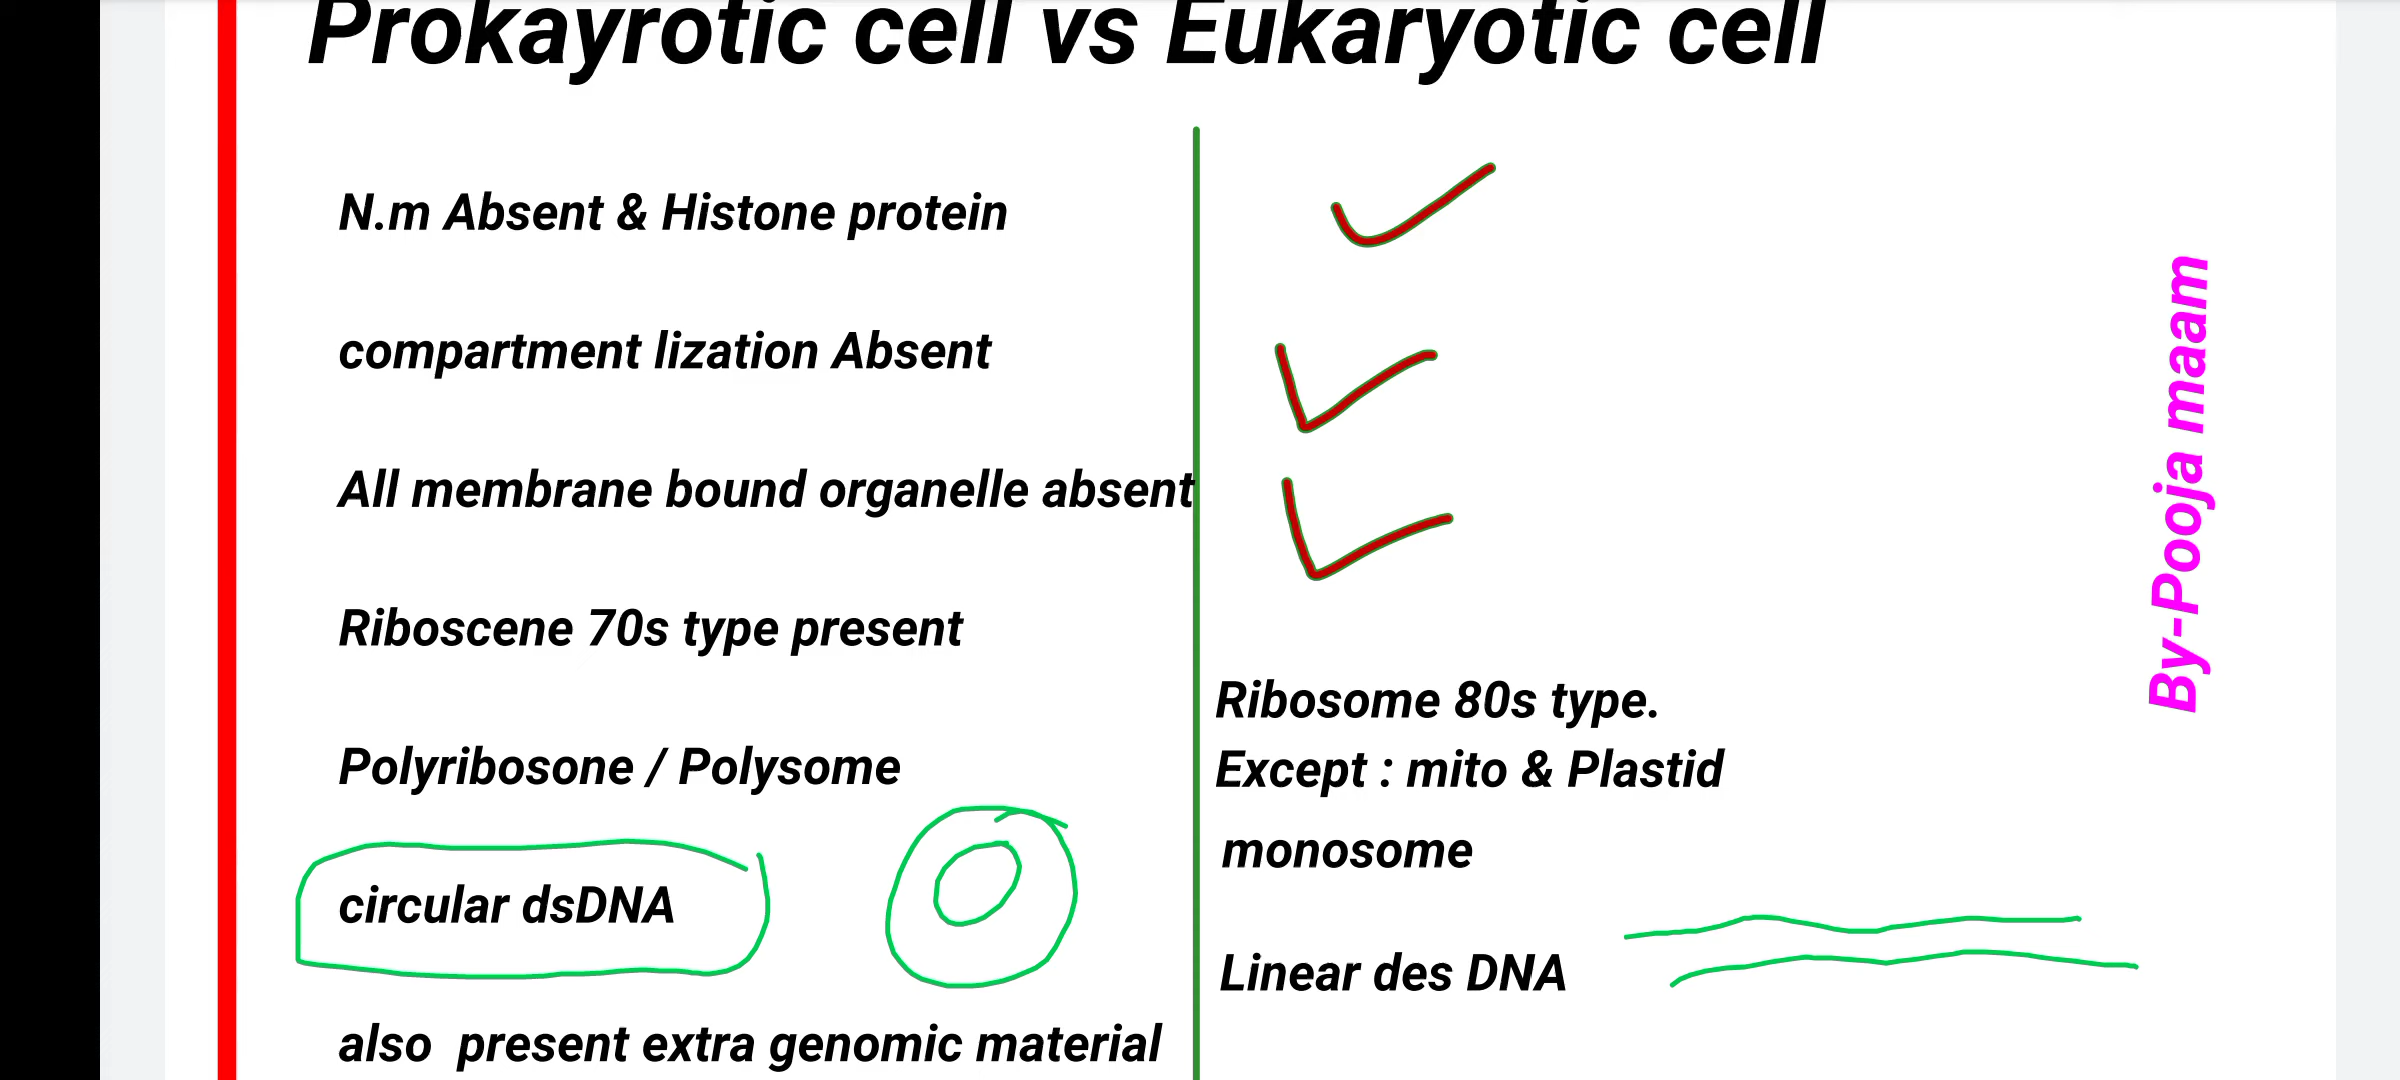 Prokayrotic cell vs Eukaryotic cell
N.m Absent & Histone protein
compartment lization Absent
All membrane bound organelle absent
Riboscene 70s type present
Polyribosone / Polysome
circular dsDNA
also present extra genomic material
Ribosome 80s type.
Except : mito & Plastid
monosome
Linear des DNA
By-Pooja maam